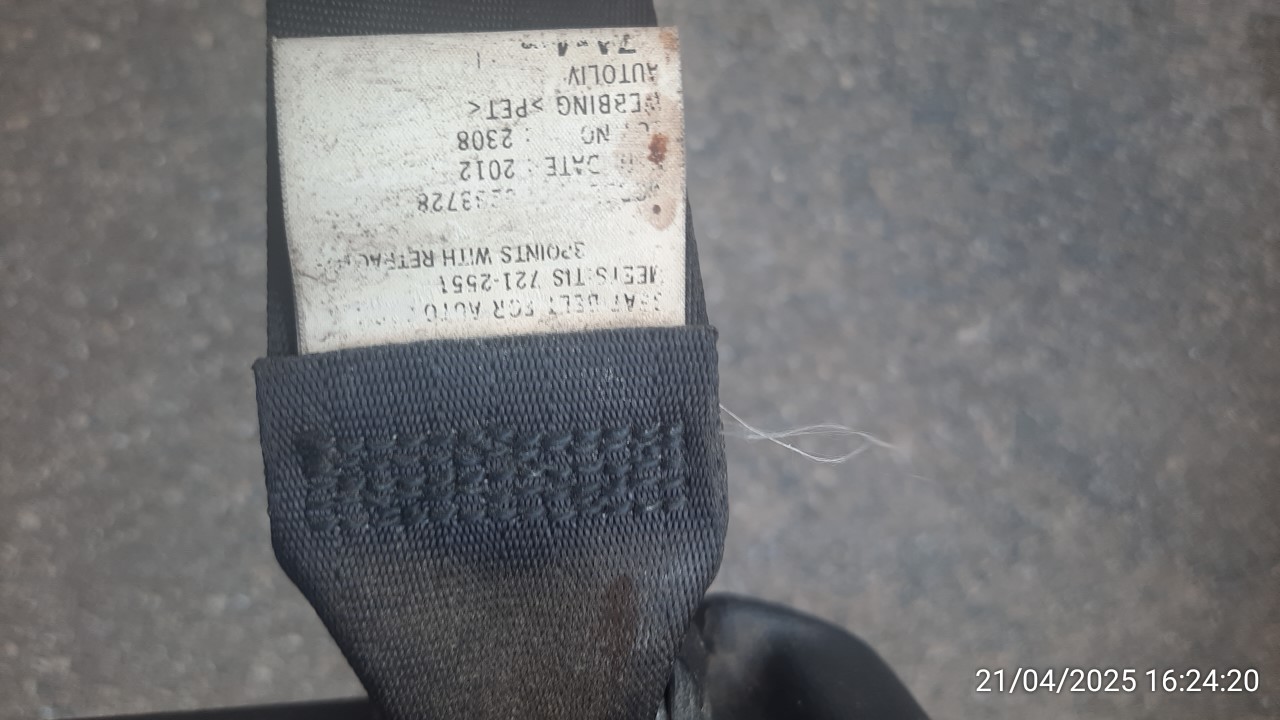 SEAT BELT FOR AUTO
MEETS TIS 721-2551
3POINTS WITH
33728
DATE : 2012
NO : 2308
WEBBING >PET<
AUTOLIV
21/04/2025 16:24:20